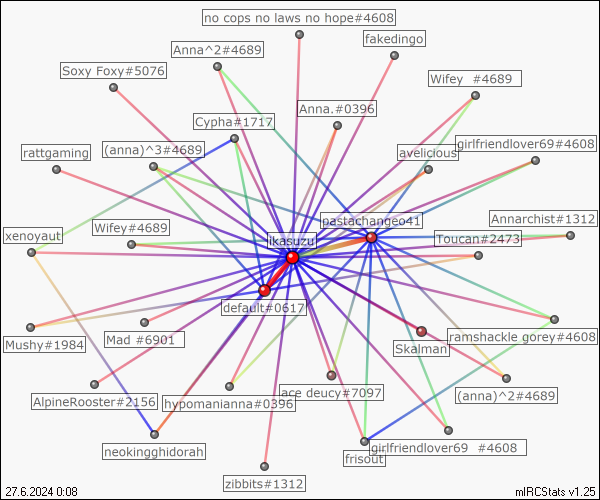 no cops no laws no hope#4608
fakedingo
Anna^2#4689
Soxy Foxy#5076
Wifey  #4689
Anna.#0396
Cypha#1717
girlfriendlover69#4608
rattgaming
(anna)^3#4689
avelicious
pastachangeo41
Annarchist#1312
Wifey#4689
xenoyaut
ikasuzu
Toucan#2473
default#0617
Mushy#1984
Mad #6901
Skalman
ramshackle gorey#4608
AlpineRooster#2156
hypomanianna#0396
ace deucy#7097
(anna)^2#4689
neokingghidorah
frisout
girlfriendlover69  #4608
zibbits#1312
27.6.2024 0:08
mIRCStats v1.25